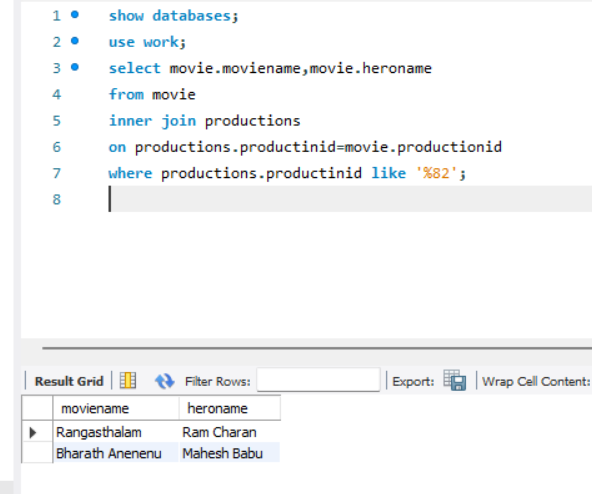 1 show databases;
2 use work;
3 select movie.moviename,movie.heroname
4 from movie
5 inner join productions
6 on productions.productinid=movie.productionid
7 where productions.productinid like '%82';
8
Result Grid Filter Rows: Export: Wrap Cell Content:
moviename heroname
Rangasthalam Ram Charan
Bharath Anenenu Mahesh Babu